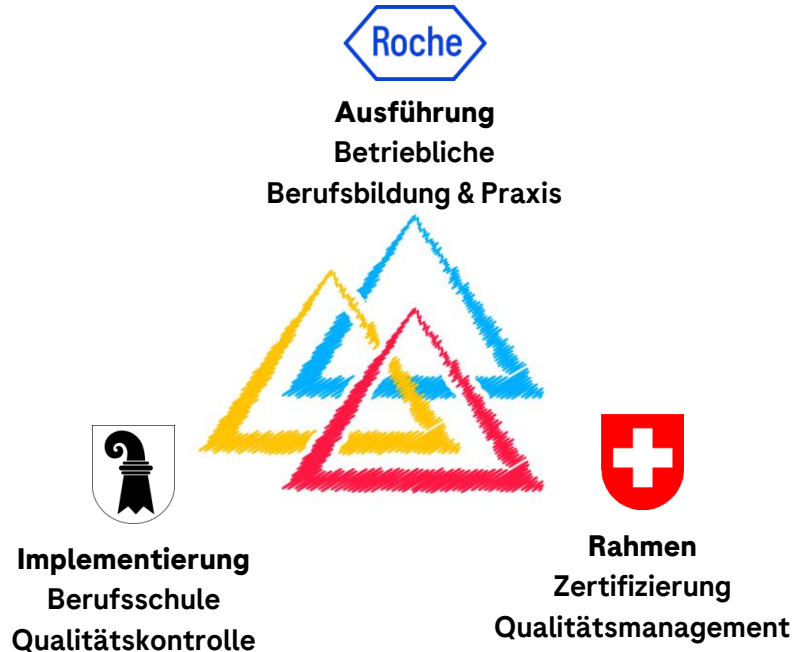 Roche
Ausführung
Betriebliche
Berufsbildung & Praxis
Implementierung
Berufsschule
Qualitätskontrolle
Rahmen
Zertifizierung
Qualitätsmanagement